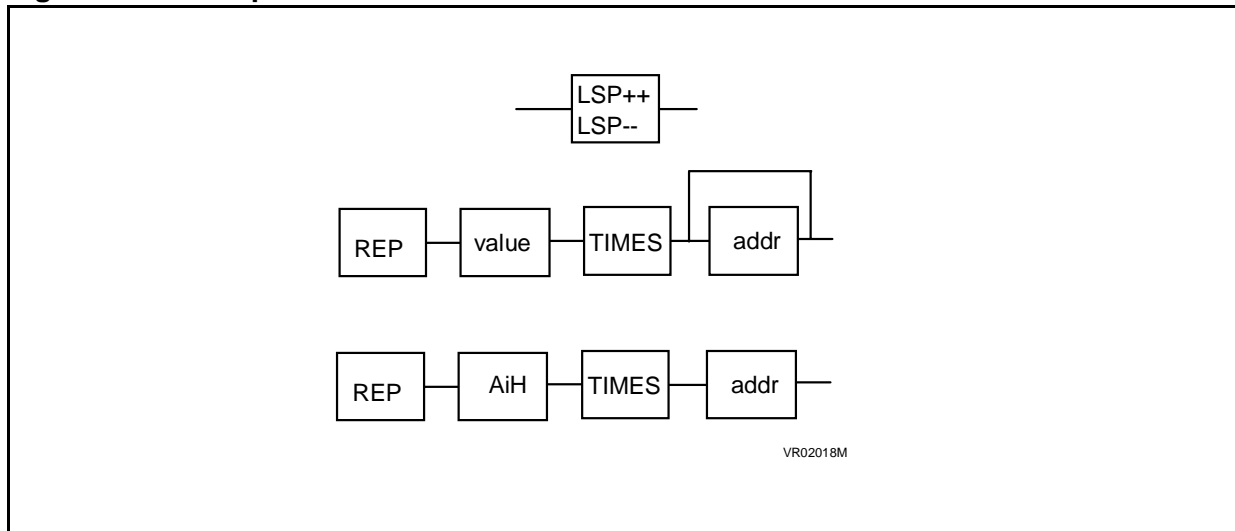 LSP++
LSP--
REP value TIMES addr
REP AiH TIMES addr
VR02018M